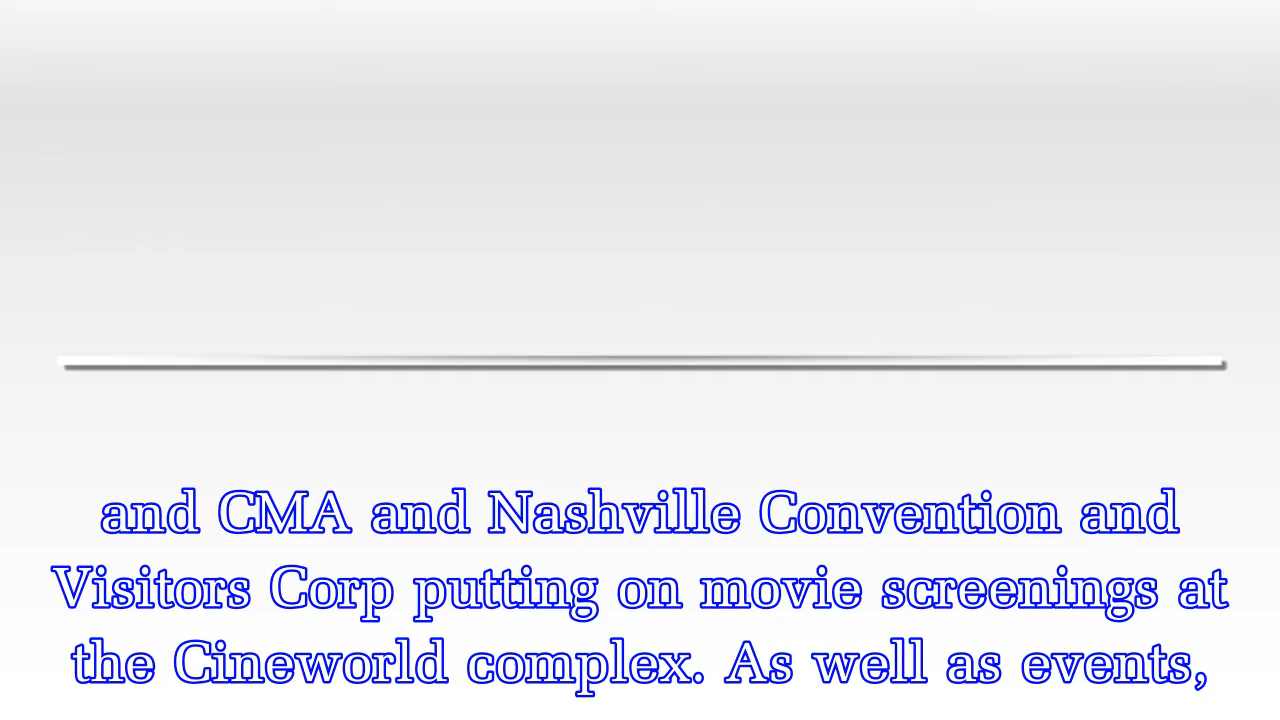 and CMA and Nashville Convention and
Visitors Corp putting on movie screenings at
the Cineworld complex. As well as events,